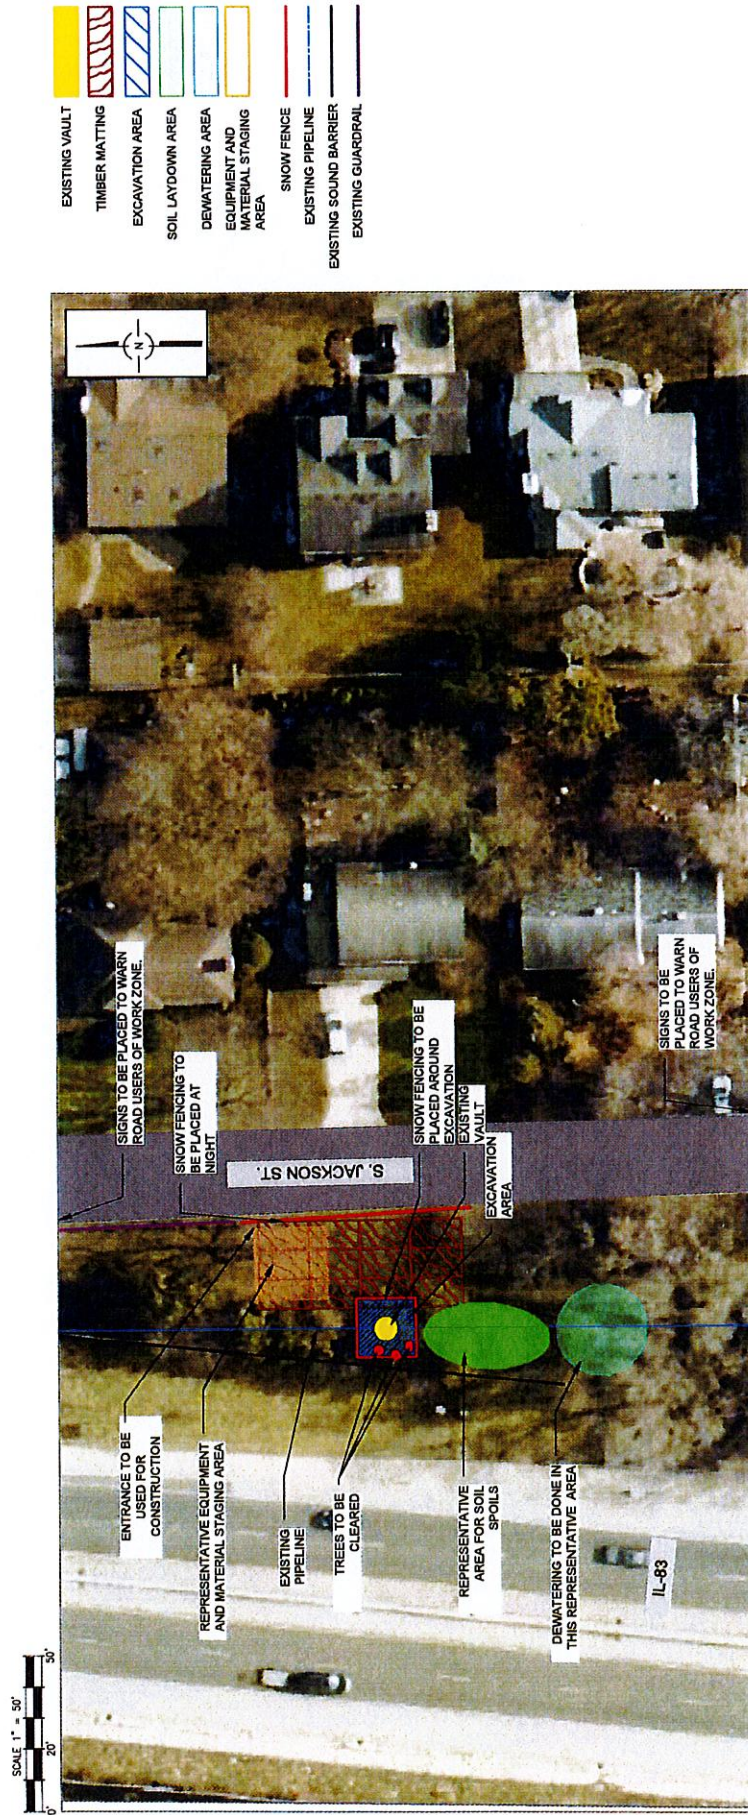 SCALE 1" = 50'
0'
20'
50'
ENTRANCE TO BE
USED FOR
CONSTRUCTION
REPRESENTATIVE EQUIPMENT
AND MATERIAL STAGING AREA
EXISTING
PIPELINE
TREES TO BE
CLEARED
REPRESENTATIVE
AREA FOR SOIL
SPOILS
DEWATERING TO BE DONE IN
THIS REPRESENTATIVE AREA
IL-83
SIGNS TO BE PLACED TO WARN
ROAD USERS OF WORK ZONE.
SNOW FENCING TO
BE PLACED AT
NIGHT
S. JACKSON ST.
SNOW FENCING TO BE
PLACED AROUND
EXCAVATION
EXISTING
VAULT
EXCAVATION
AREA
SIGNS TO BE
PLACED TO WARN
ROAD USERS OF
WORK ZONE.
N
EXISTING VAULT
TIMBER MATTING
EXCAVATION AREA
SOIL LAYDOWN AREA
DEWATERING AREA
EQUIPMENT AND
MATERIAL STAGING
AREA
SNOW FENCE
EXISTING PIPELINE
EXISTING SOUND BARRIER
EXISTING GUARDRAIL